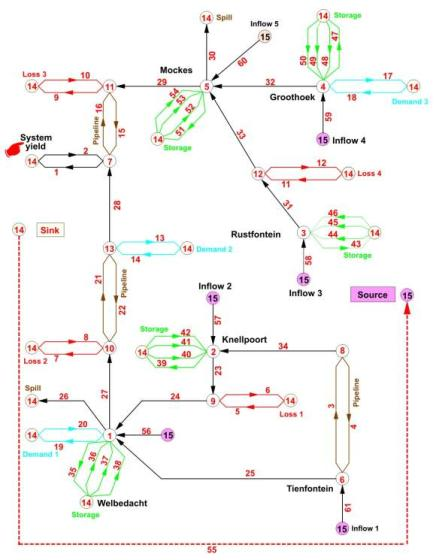 14 Spill
15 Inflow 5
30
60
Mockes
14 Storage
50 49 48 47
Loss 3
14 10 11
9
29
5
32
4
17
14
18 Demand 3
Groothoek
54
53
52
51
14
Storage
59
15 Inflow 4
16
Pipeline
15
33
System
yield
14 2 7
1
12 12 14
11 Loss 4
31
28
Rustfontein 3
46
45
44
43
14
Storage
58
15
Inflow 3
14 Sink
13 13 14
14 Demand 2
21
Pipeline
22
Inflow 2
15
57
Source 15
Knellpoort
Storage
42
41
40
39
14
2
34
8
14 8 10
7
Loss 2
23
3
Pipeline
4
Spill
14 26
27
24
9 6 14
5 Loss 1
14 20 1
19
Demand 1
56 15
25
6
35
36
37
38
Tienfontein
14 Welbedacht
Storage
61
15 Inflow 1
55